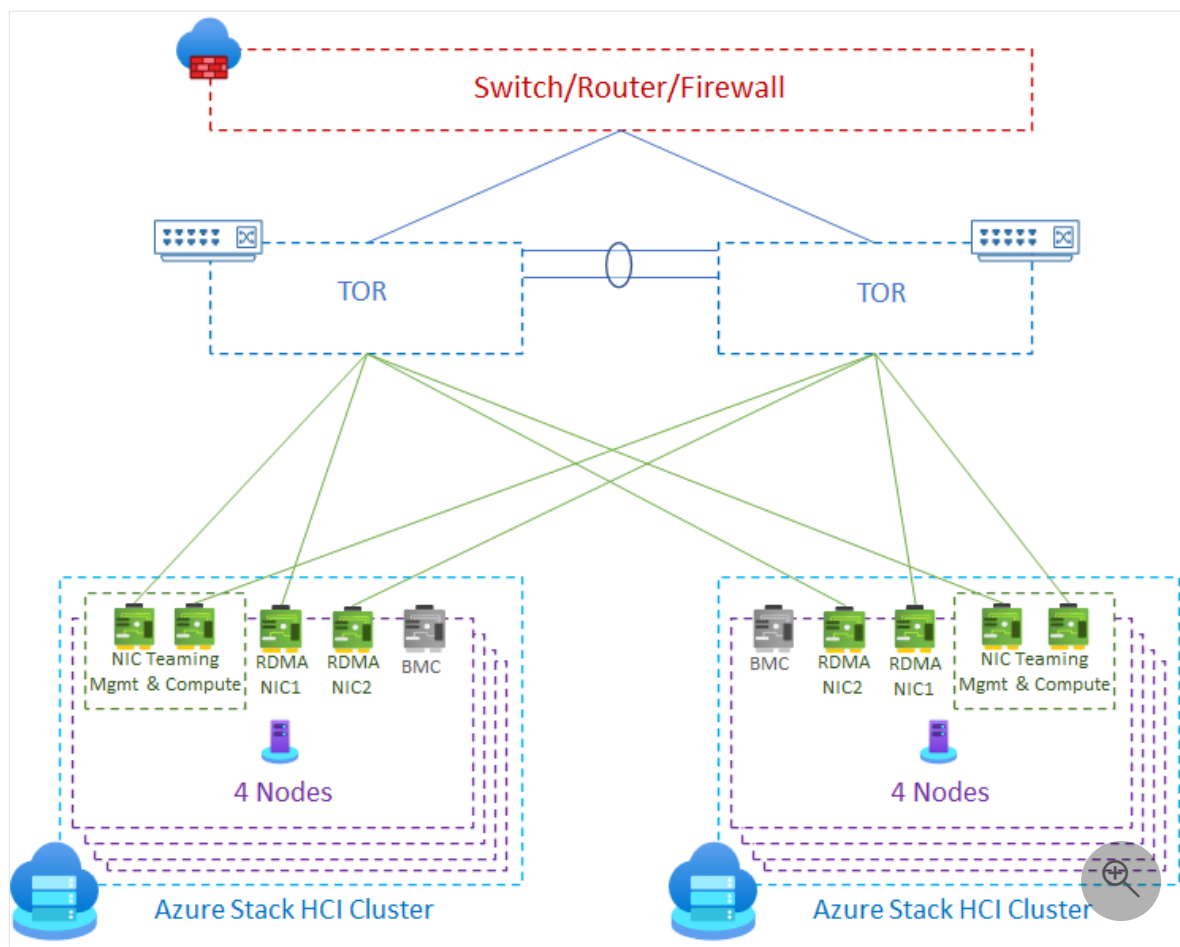 Switch/Router/Firewall
TOR
TOR
NIC Teaming
Mgmt & Compute
RDMA
NIC1
RDMA
NIC2
BMC
4 Nodes
Azure Stack HCI Cluster
BMC
RDMA
NIC2
RDMA
NIC1
NIC Teaming
Mgmt & Compute
4 Nodes
Azure Stack HCI Cluster